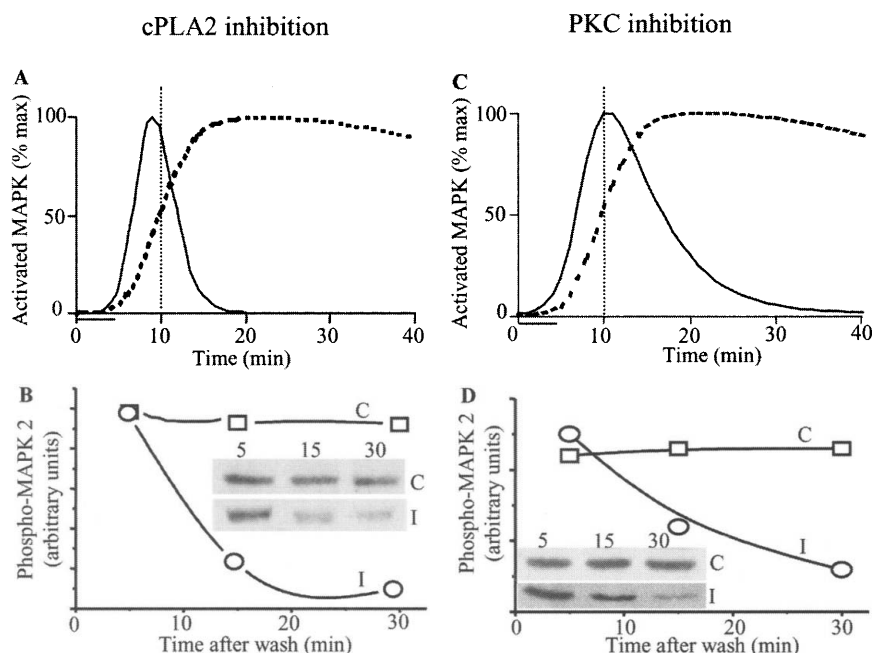 cPLA2 inhibition
PKC inhibition
A
Activated MAPK (% max)
100
50
0
0 10 20 30 40
Time (min)
C
Activated MAPK (% max)
100
50
0
0 10 20 30 40
Time (min)
B
Phospho-MAPK 2
(arbitrary units)
C
5 15 30
C
I
I
0 10 20 30
Time after wash (min)
D
Phospho-MAPK 2
(arbitrary units)
C
5 15 30
C
I
I
0 10 20 30
Time after wash (min)